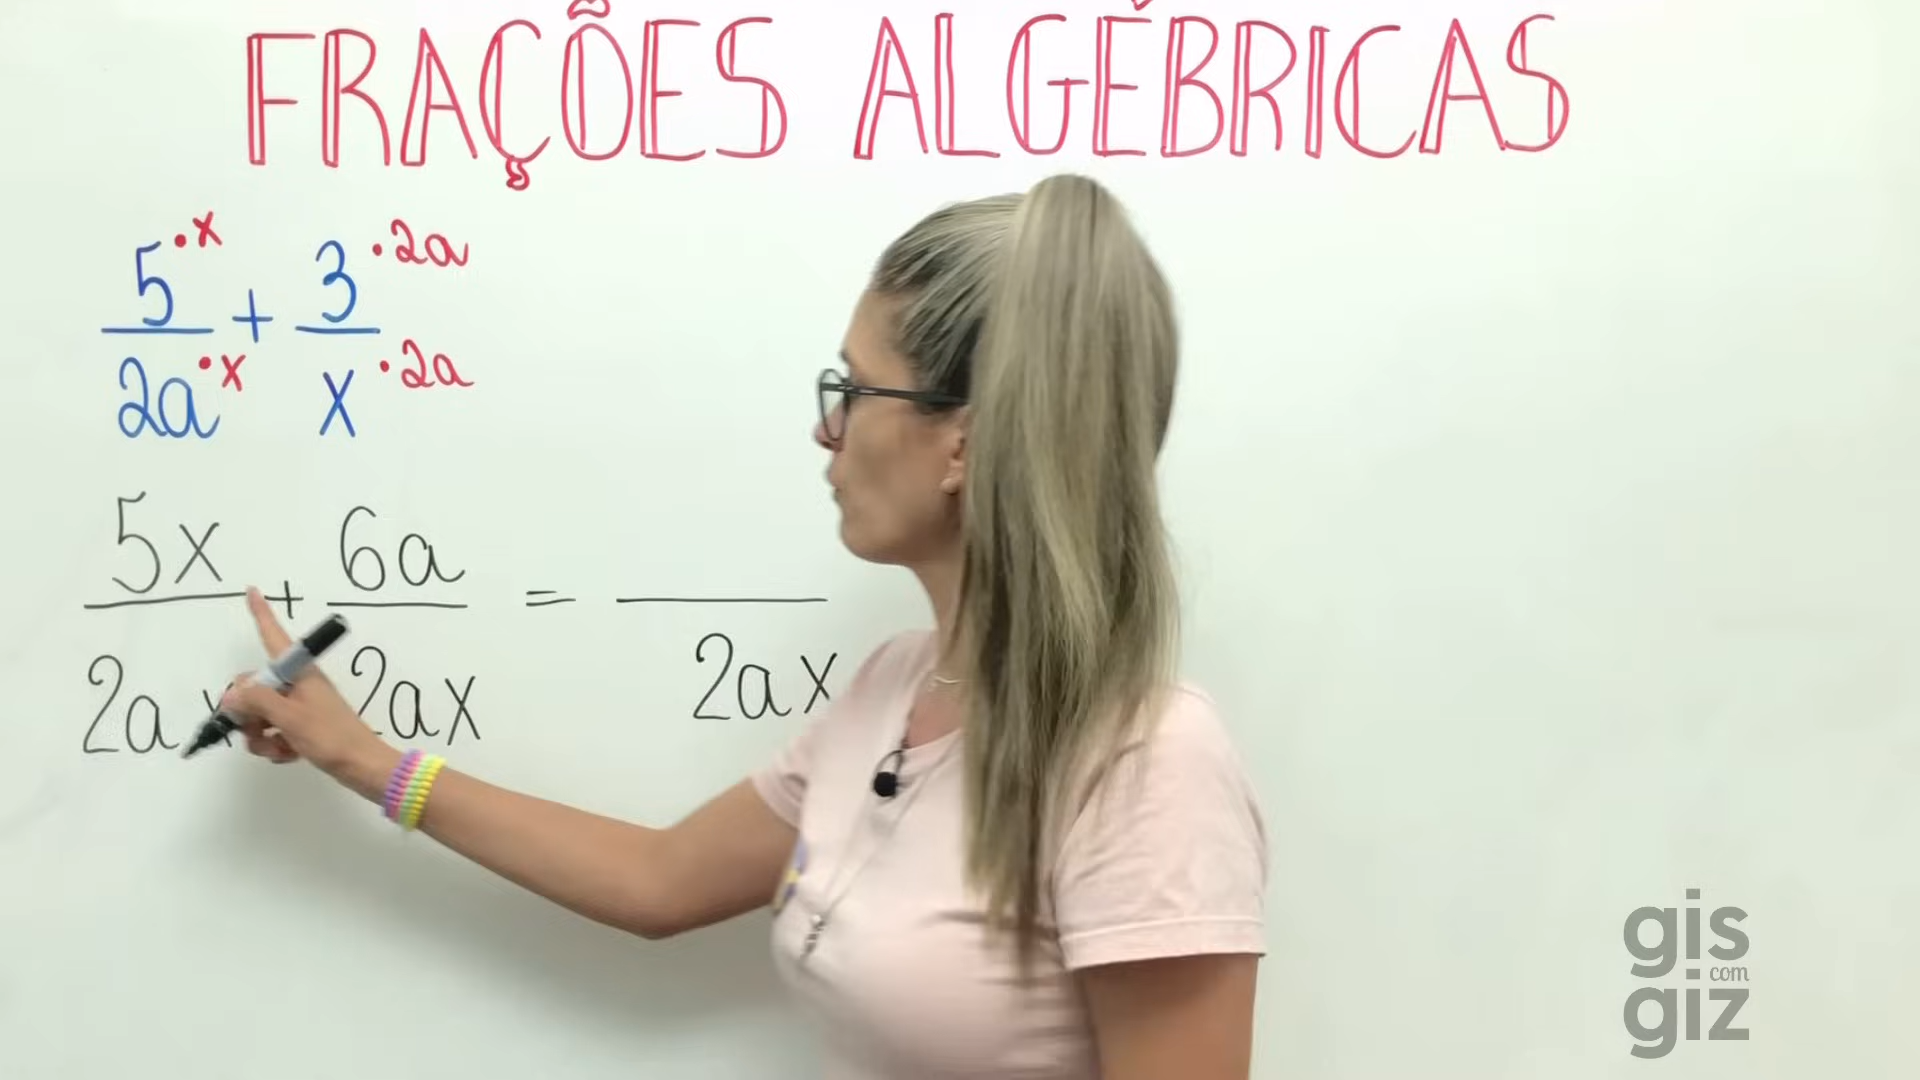 FRAÇÕES ALGÉBRICAS
5 ·x + 3 ·2a
2a ·x x ·2a
5x + 6a =
2ax 2ax 2ax
gis
com
giz